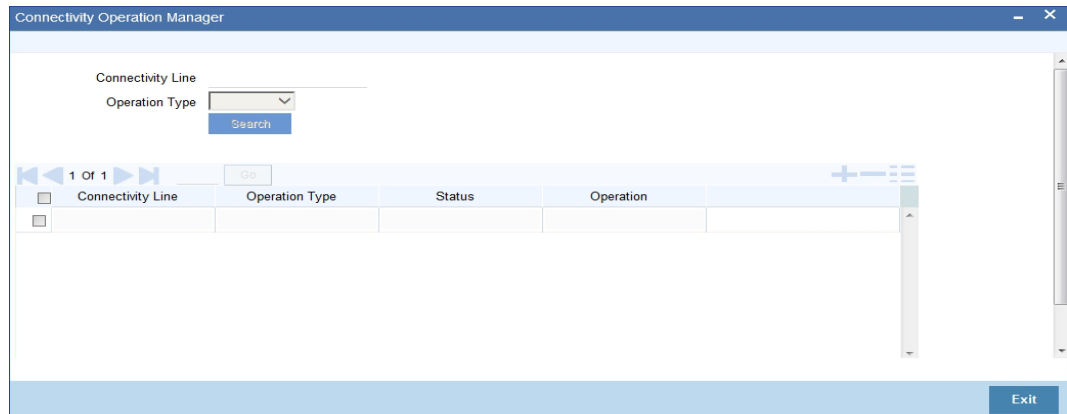 Connectivity Operation Manager
Connectivity Line
Operation Type
Search
1 Of 1 Go
Connectivity Line Operation Type Status Operation
Exit